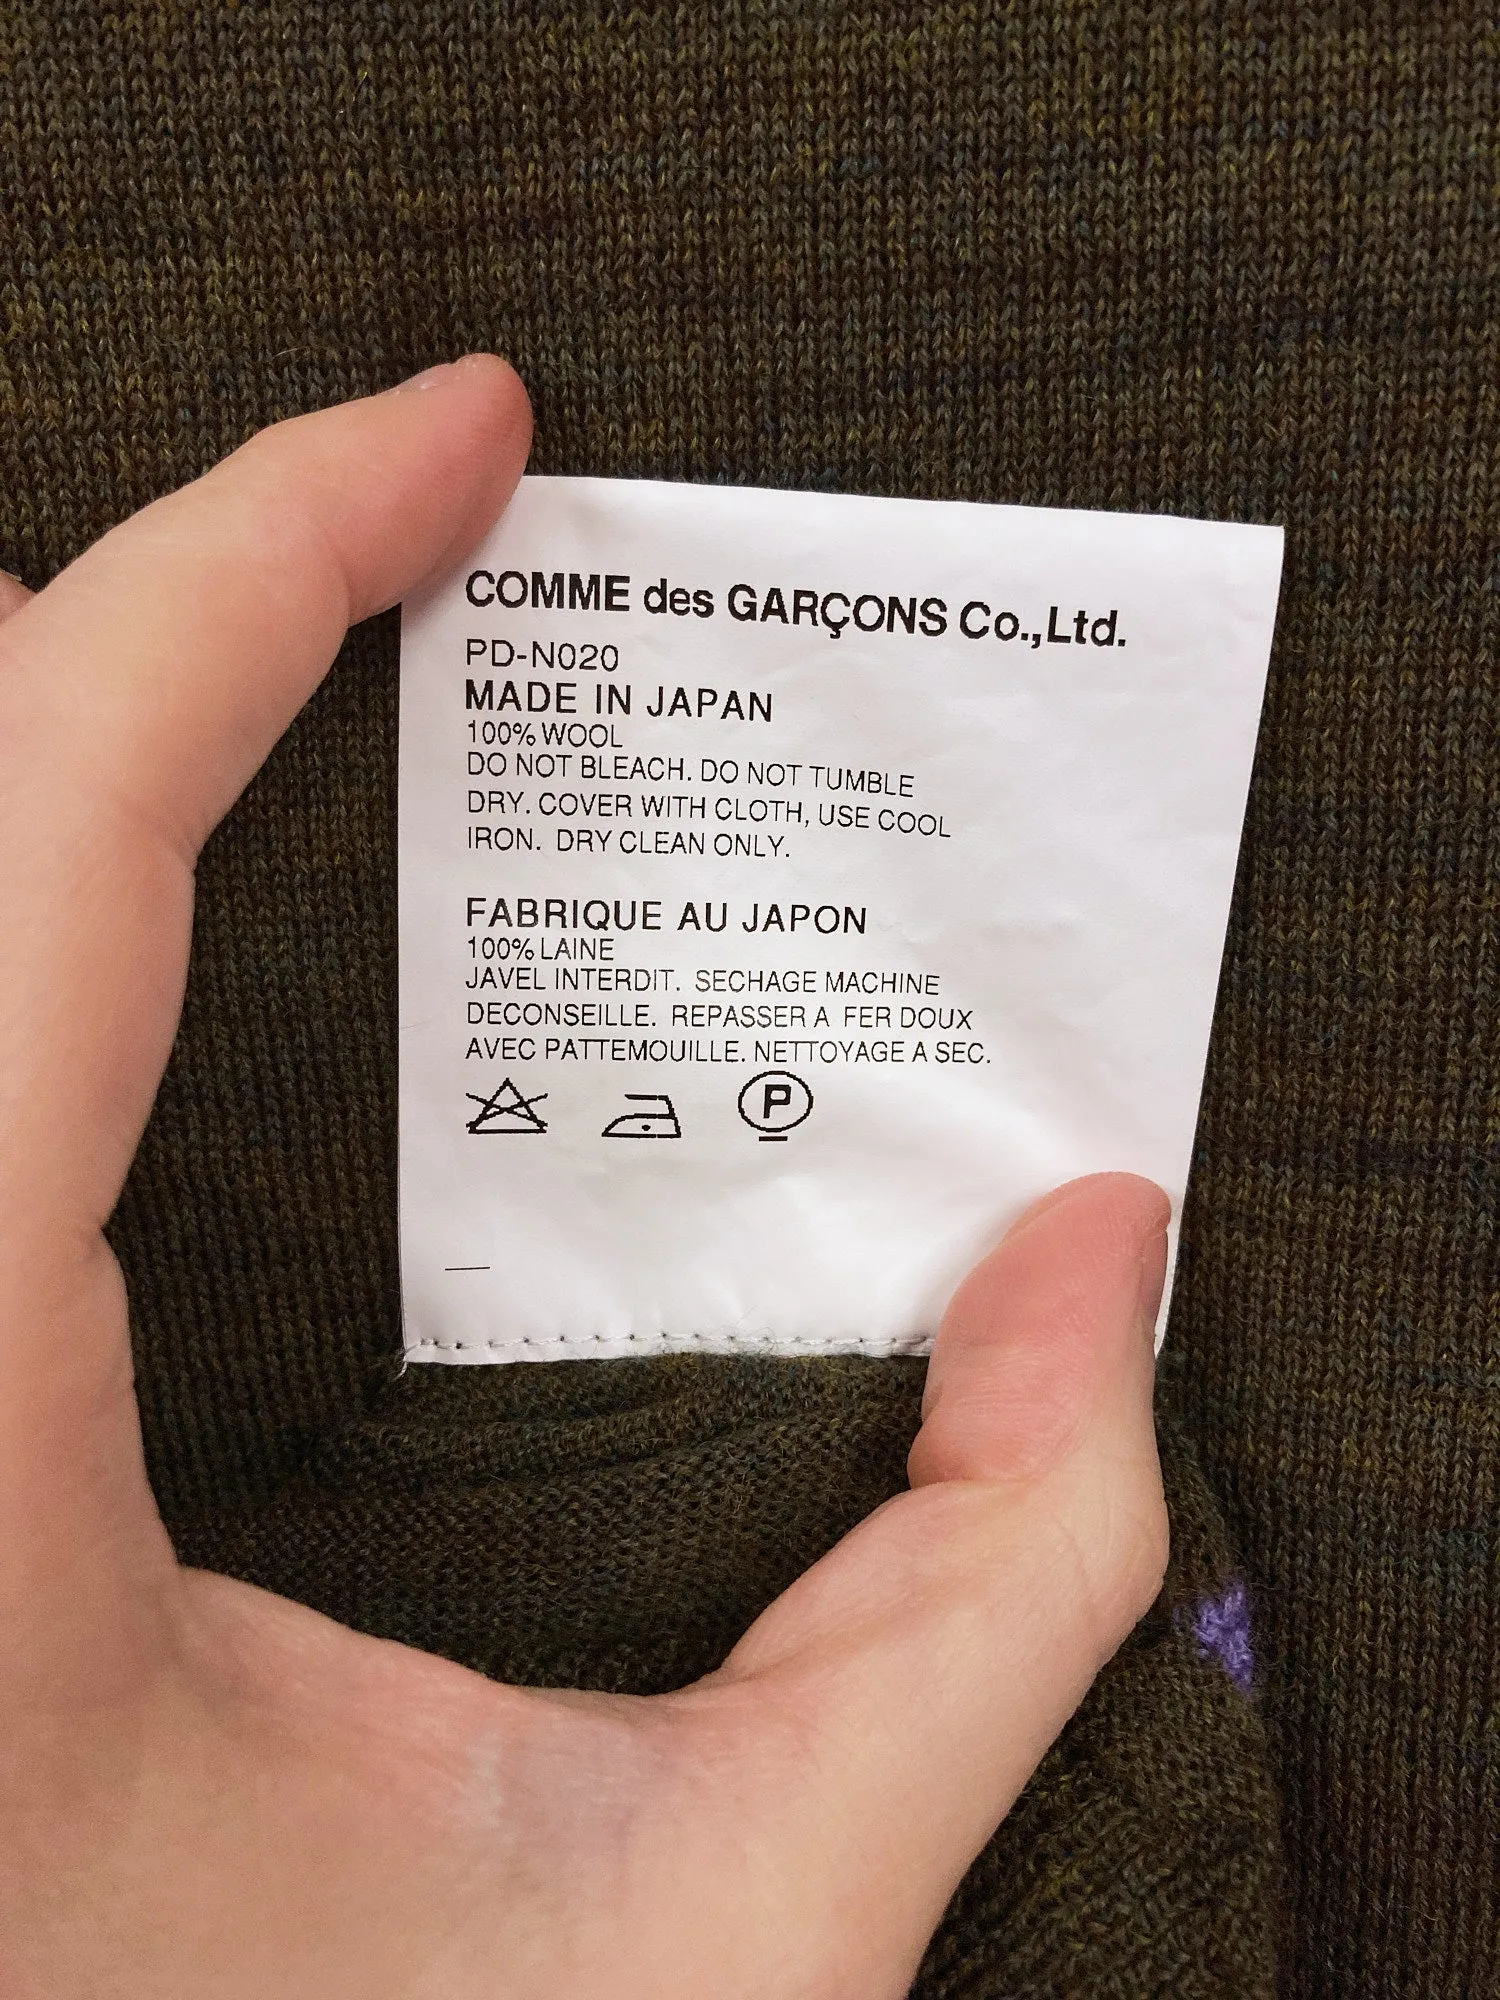 COMME des GARÇONS Co.,Ltd.
PD-N020
MADE IN JAPAN
100% WOOL
DO NOT BLEACH. DO NOT TUMBLE
DRY. COVER WITH CLOTH, USE COOL
IRON. DRY CLEAN ONLY.
FABRIQUE AU JAPON
100% LAINE
JAVEL INTERDIT. SECHAGE MACHINE
DECONSEILLE. REPASSER A FER DOUX
AVEC PATTEMOUILLE. NETTOYAGE A SEC.
P